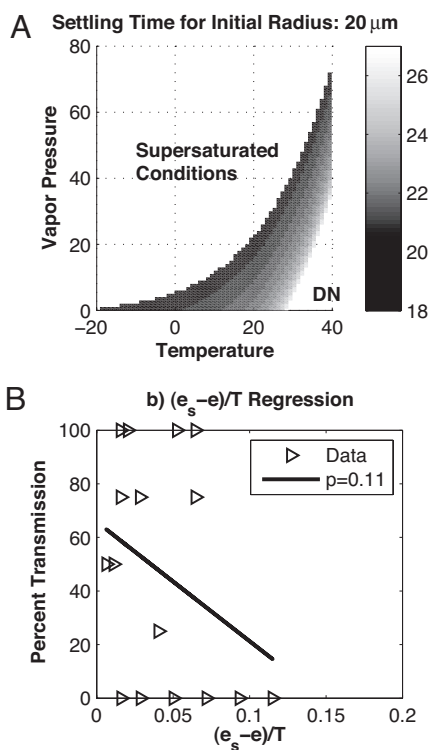 A
Settling Time for Initial Radius: 20 μm
80
60
40
20
0
Vapor Pressure
Supersaturated
Conditions
DN
-20
0
20
40
Temperature
26
24
22
20
18
B
b) (e_s-e)/T Regression
100
80
60
40
20
0
Percent Transmission
Data
p=0.11
0
0.05
0.1
0.15
0.2
(e_s-e)/T